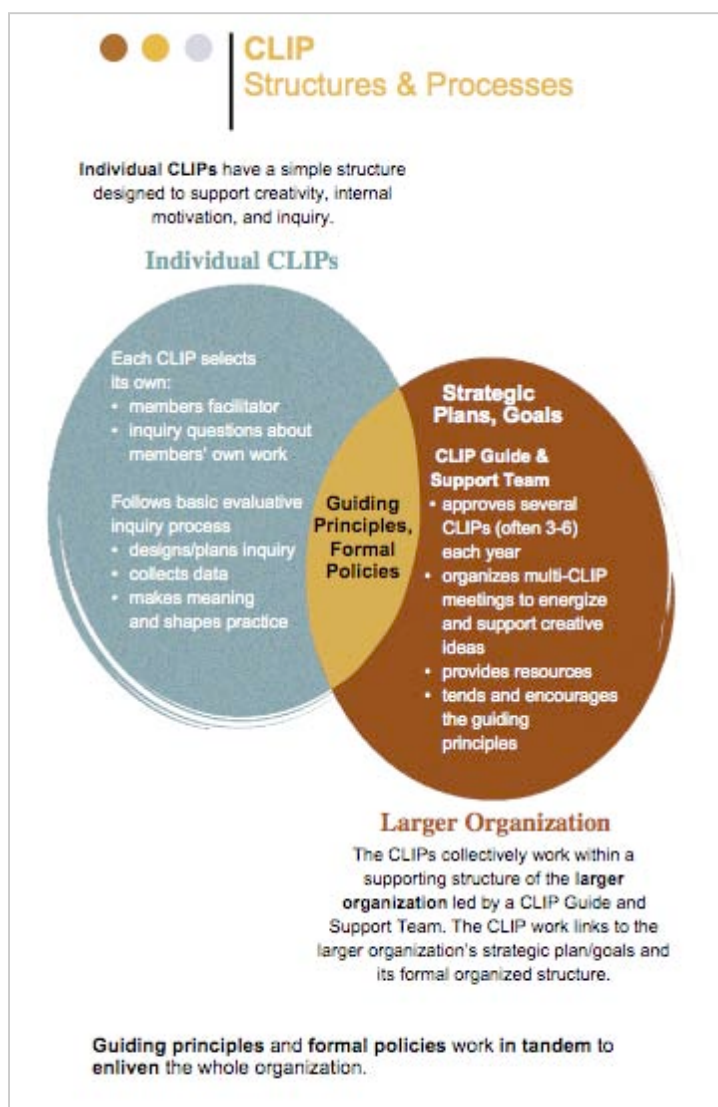 CLIP
Structures & Processes
Individual CLIPs have a simple structure
designed to support creativity, internal
motivation, and inquiry.
Individual CLIPs
Each CLIP selects
its own:
• members facilitator
• inquiry questions about
members' own work
Follows basic evaluative
inquiry process
• designs/plans inquiry
• collects data
• makes meaning
and shapes practice
Guiding
Principles,
Formal
Policies
Strategic
Plans, Goals
CLIP Guide &
Support Team
• approves several
CLIPs (often 3-6)
each year
• organizes multi-CLIP
meetings to energize
and support creative
ideas
• provides resources
• tends and encourages
the guiding
principles
Larger Organization
The CLIPs collectively work within a
supporting structure of the larger
organization led by a CLIP Guide and
Support Team. The CLIP work links to the
larger organization's strategic plan/goals and
its formal organized structure.
Guiding principles and formal policies work in tandem to
enliven the whole organization.